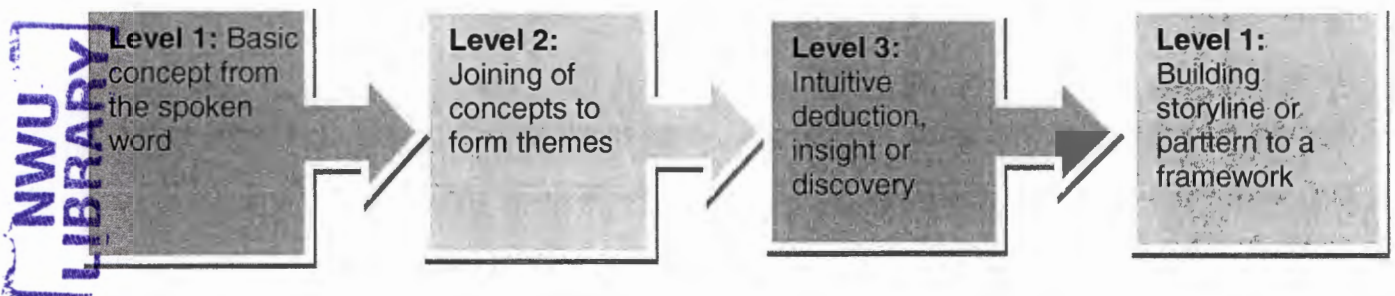 NWU
LIBRARY
Level 1: Basic
concept from
the spoken
word
Level 2:
Joining of
concepts to
form themes
Level 3:
Intuitive
deduction,
insight or
discovery
Level 1:
Building
storyline or
parttern to a
framework